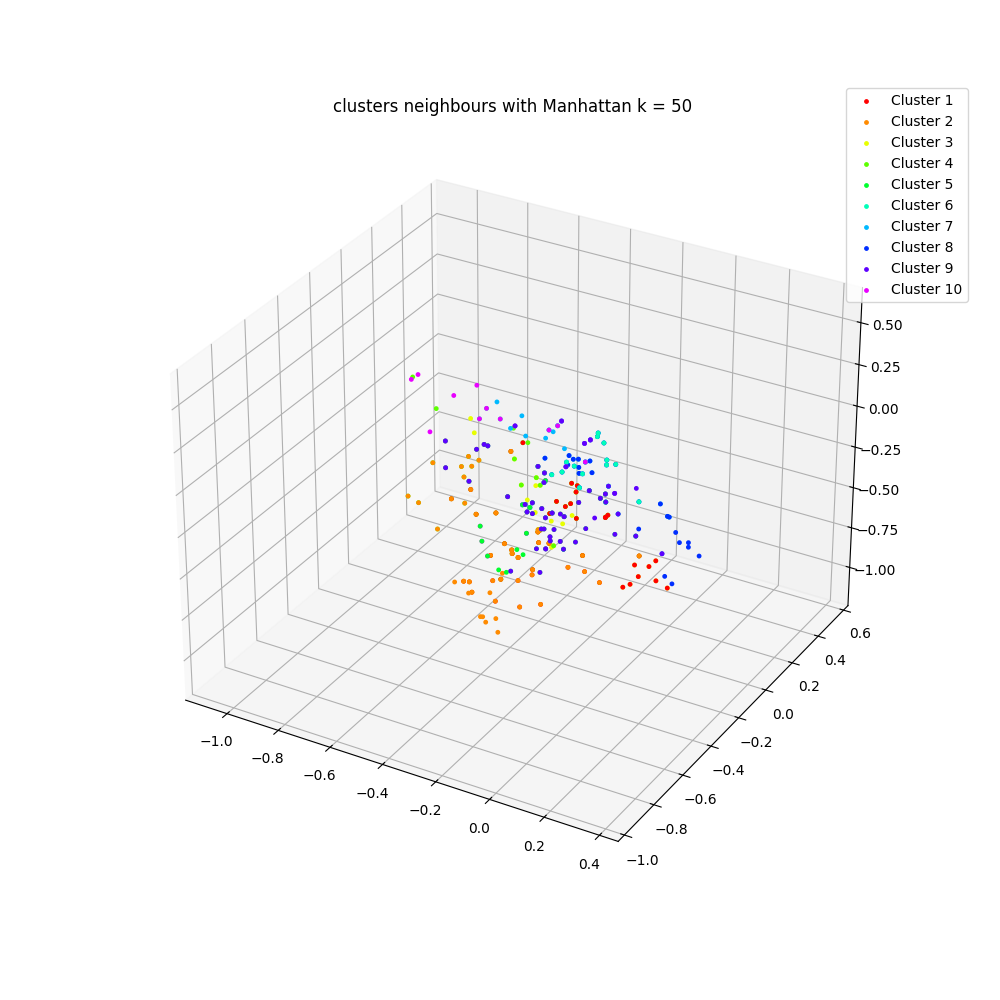 clusters neighbours with Manhattan k = 50
Cluster 1
Cluster 2
Cluster 3
Cluster 4
Cluster 5
Cluster 6
Cluster 7
Cluster 8
Cluster 9
Cluster 10
0.50
0.25
0.00
−0.25
−0.50
−0.75
−1.00
0.6
0.4
0.2
0.0
−0.2
−0.4
−0.6
−0.8
−1.0
−1.0
−0.8
−0.6
−0.4
−0.2
0.0
0.2
0.4